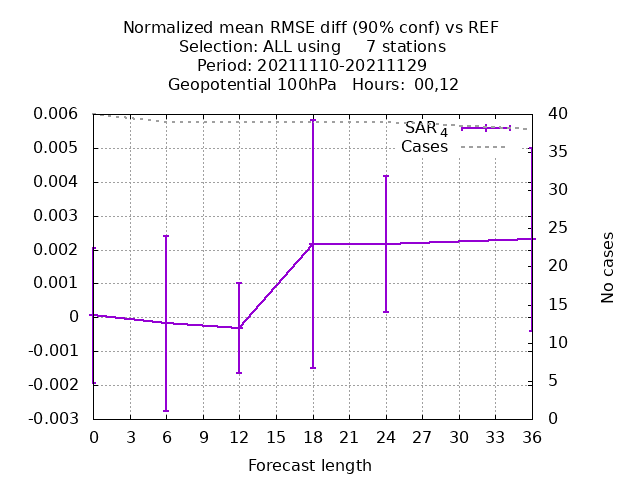 Normalized mean RMSE diff (90% conf) vs REF
Selection: ALL using     7 stations
Period: 20211110-20211129
Geopotential 100hPa   Hours:  00,12
SAR 4
Cases
0.006
0.005
0.004
0.003
0.002
0.001
0
-0.001
-0.002
-0.003
40
35
30
25
20
15
10
5
0
No cases
0 3 6 9 12 15 18 21 24 27 30 33 36
Forecast length